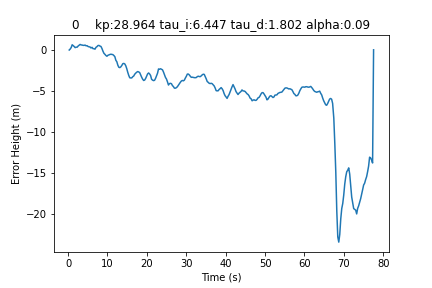 0 kp:28.964 tau_i:6.447 tau_d:1.802 alpha:0.09
Error Height (m)
0
−5
−10
−15
−20
0 10 20 30 40 50 60 70 80
Time (s)